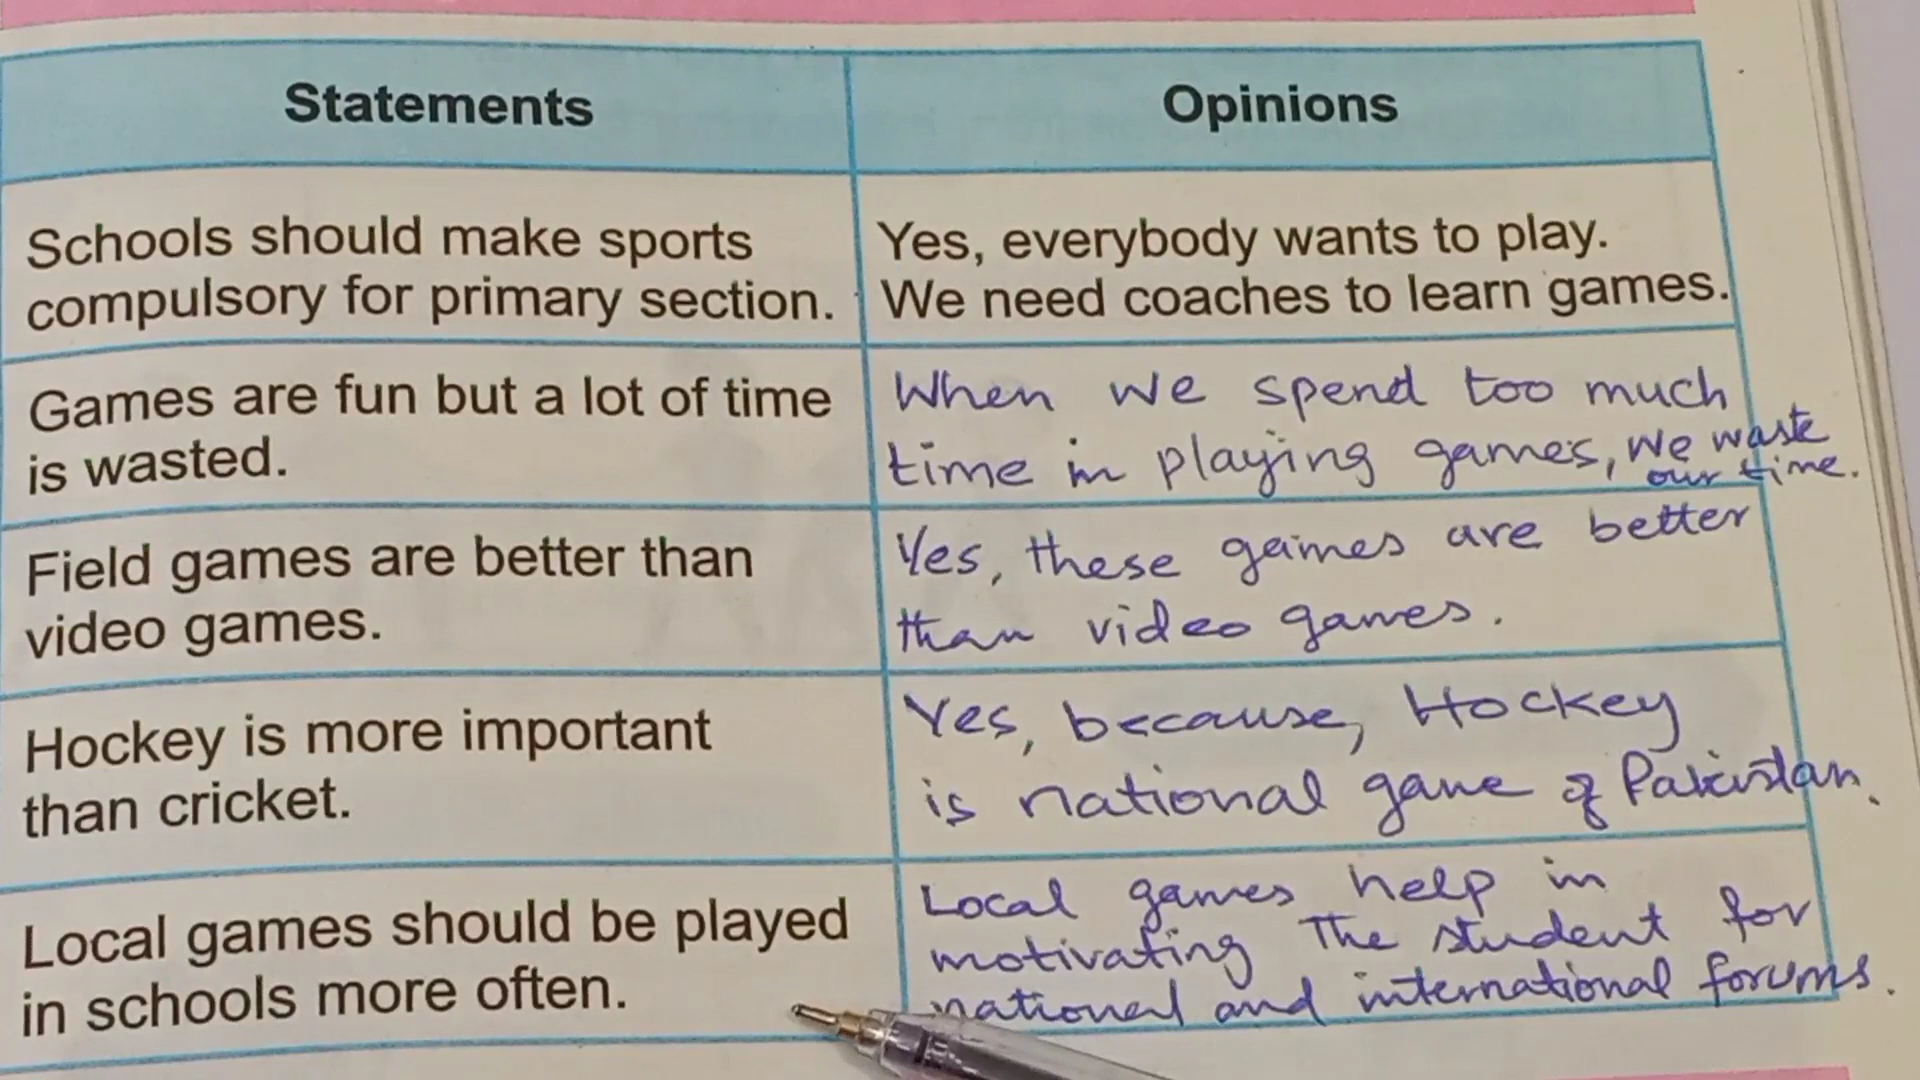 Statements
Opinions
Schools should make sports
compulsory for primary section.
Yes, everybody wants to play.
We need coaches to learn games.
Games are fun but a lot of time
is wasted.
When we spend too much
time in playing games, we waste
our time.
Field games are better than
video games.
Yes, these games are better
than video games.
Hockey is more important
than cricket.
Yes, because, Hockey
is national game of Pakistan.
Local games should be played
in schools more often.
Local games help in
motivating The student for
national and international forums.